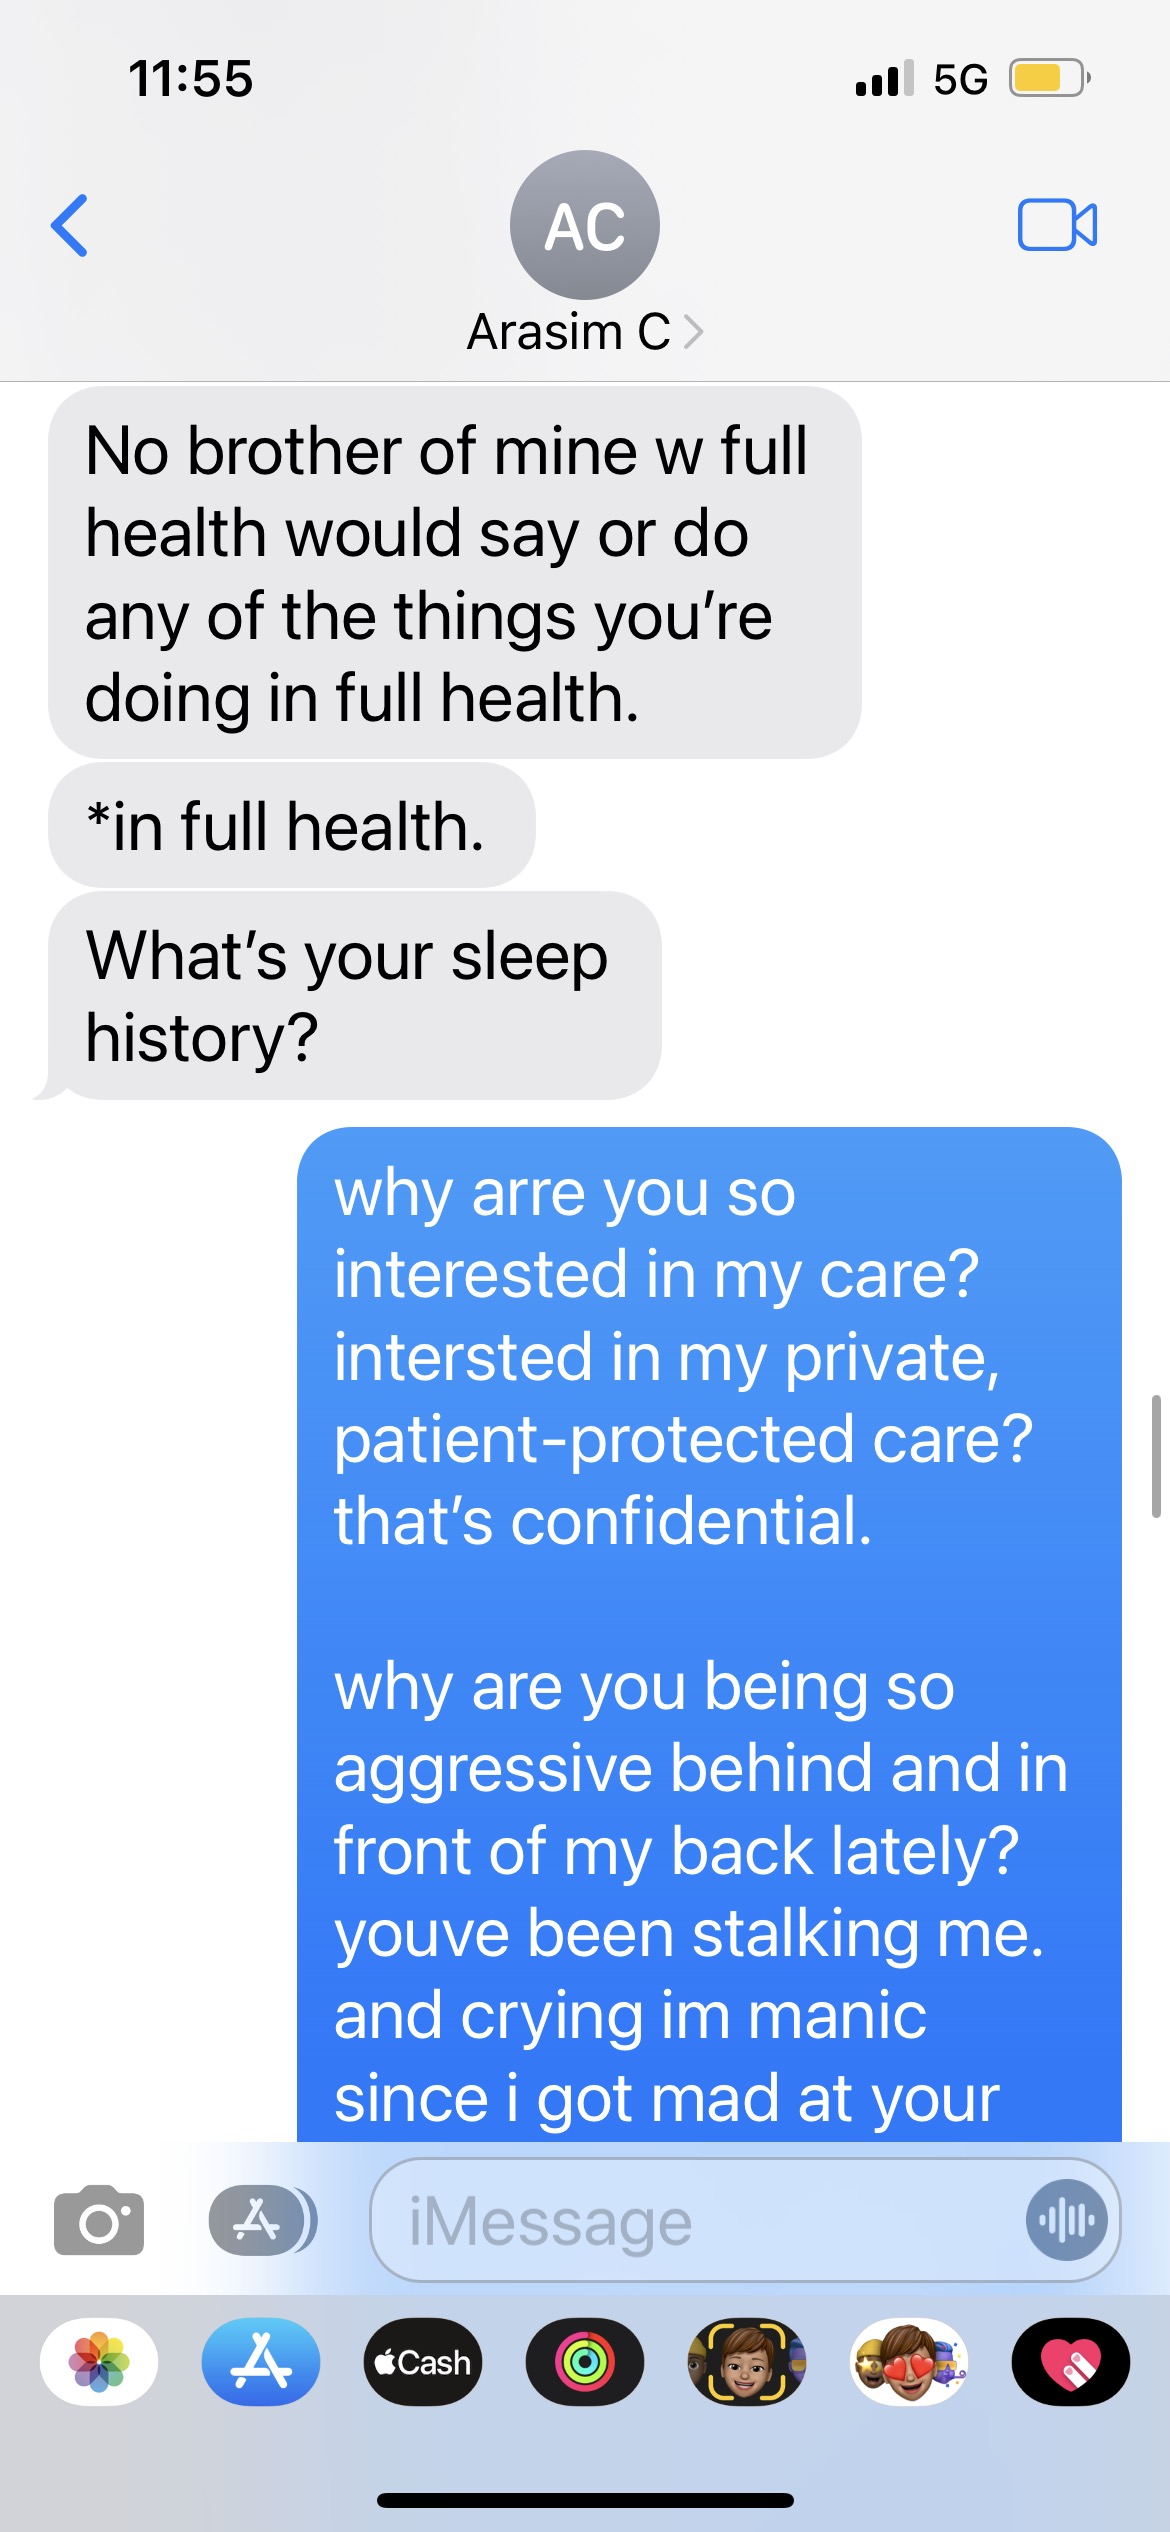 11:55
5G
AC
Arasim C
No brother of mine w full
health would say or do
any of the things you’re
doing in full health.
*in full health.
What’s your sleep
history?
why arre you so
interested in my care?
intersted in my private,
patient-protected care?
that’s confidential.
why are you being so
aggressive behind and in
front of my back lately?
youve been stalking me.
and crying im manic
since i got mad at your
iMessage
Cash